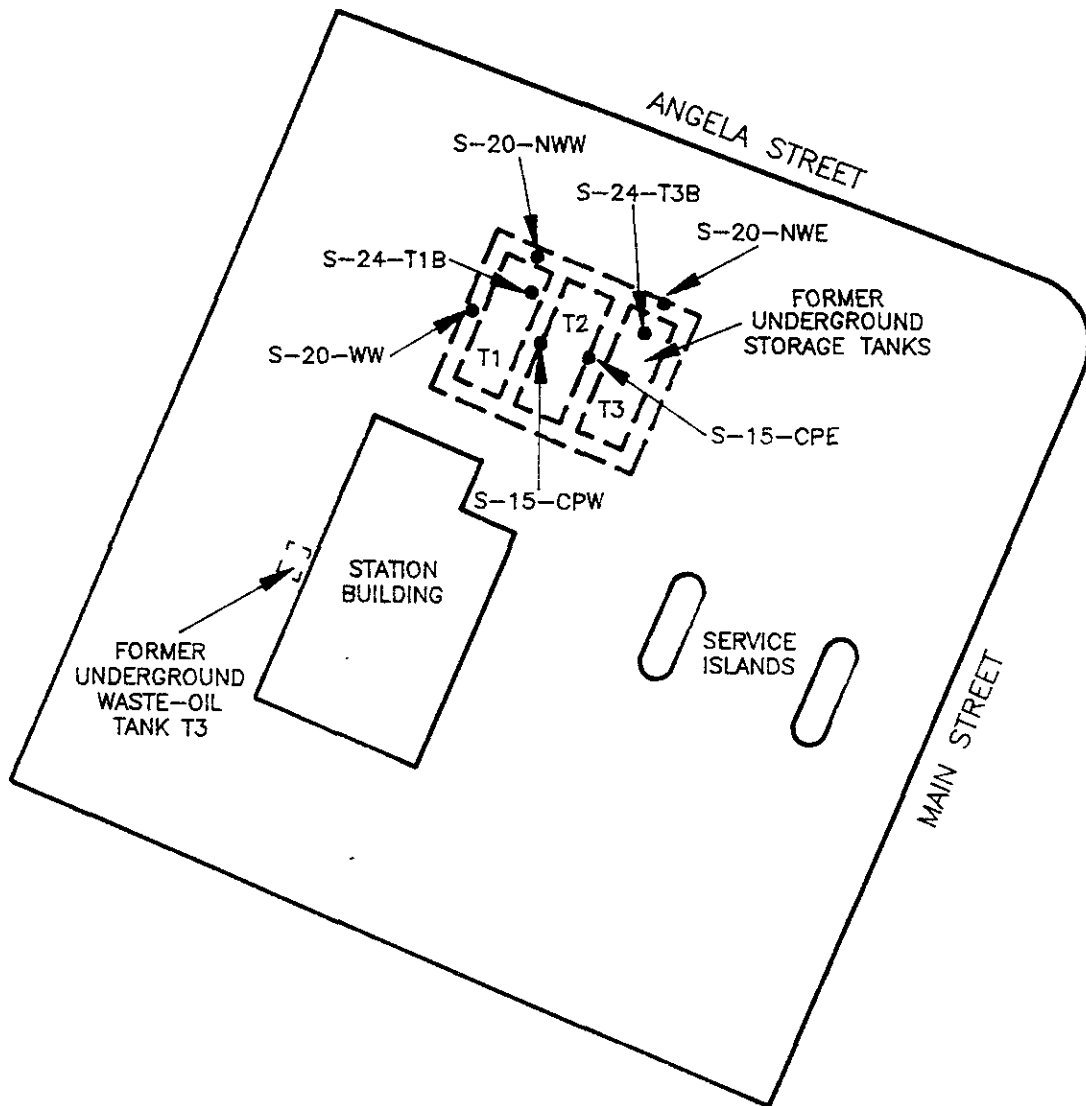 ANGELA STREET
S-20-NWW
S-24-T3B
S-20-NWE
S-24-T1B
FORMER
UNDERGROUND
STORAGE TANKS
T2
S-20-WW
T1
T3
S-15-CPE
S-15-CPW
STATION
BUILDING
SERVICE
ISLANDS
FORMER
UNDERGROUND
WASTE-OIL
TANK T3
MAIN STREET